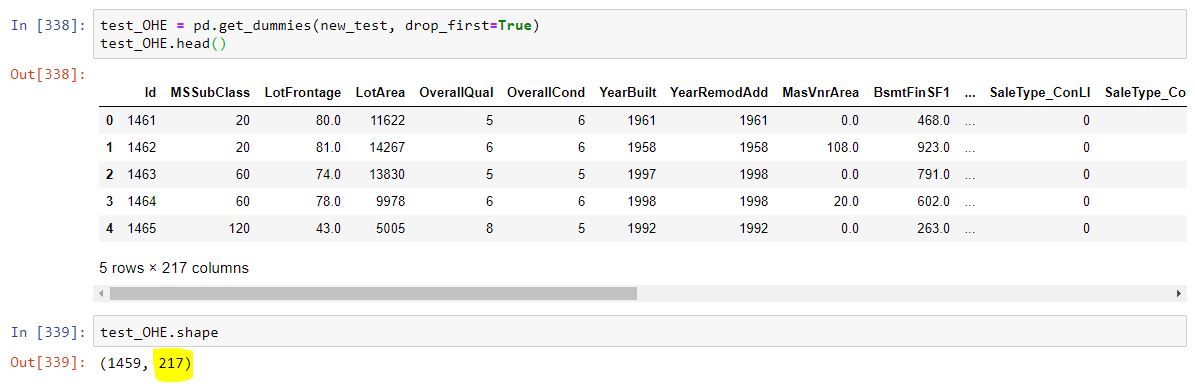 In [338]: test_OHE = pd.get_dummies(new_test, drop_first=True)
test_OHE.head()
Out[338]:
Id MSSubClass LotFrontage LotArea OverallQual OverallCond YearBuilt YearRemodAdd MasVnrArea BsmtFinSF1 ... SaleType_ConLI SaleType_Co
0 1461 20 80.0 11622 5 6 1961 1961 0.0 468.0 ... 0
1 1462 20 81.0 14267 6 6 1958 1958 108.0 923.0 ... 0
2 1463 60 74.0 13830 5 5 1997 1998 0.0 791.0 ... 0
3 1464 60 78.0 9978 6 6 1998 1998 20.0 602.0 ... 0
4 1465 120 43.0 5005 8 5 1992 1992 0.0 263.0 ... 0
5 rows × 217 columns
In [339]: test_OHE.shape
Out[339]: (1459, 217)